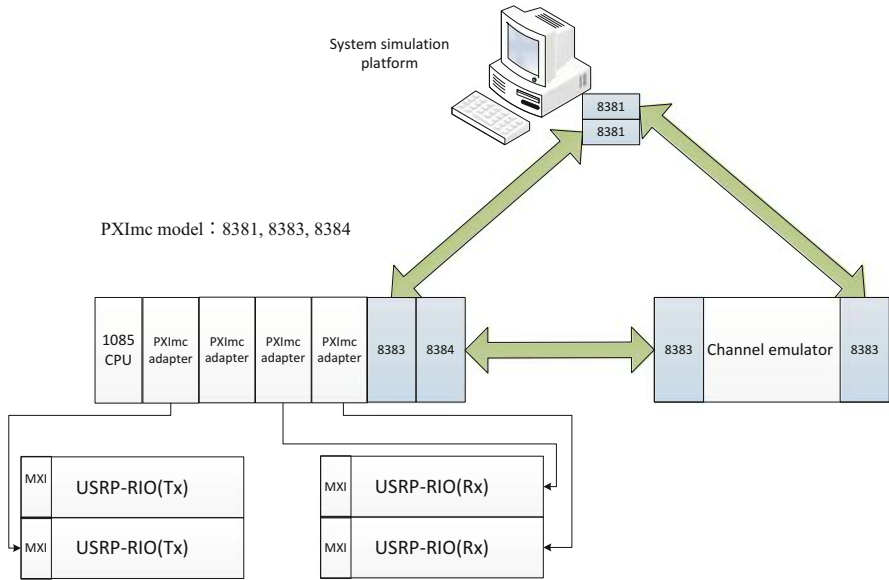 System simulation
platform
8381
8381
PXImc model：8381, 8383, 8384
1085
CPU
PXImc
adapter
PXImc
adapter
PXImc
adapter
PXImc
adapter
8383
8384
8383
Channel emulator
8383
MXI
USRP-RIO(Tx)
MXI
USRP-RIO(Tx)
MXI
USRP-RIO(Rx)
MXI
USRP-RIO(Rx)